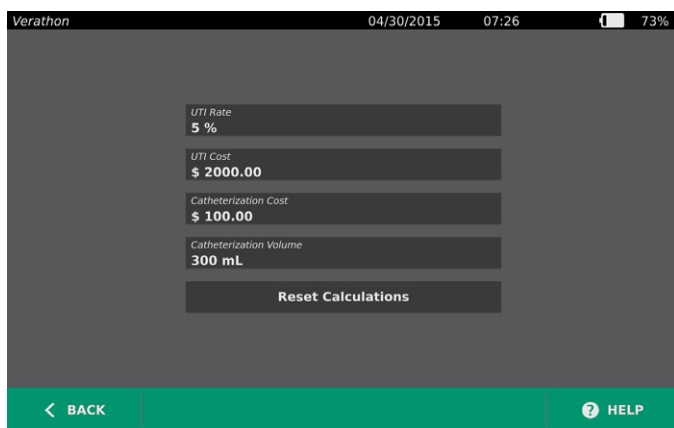 Verathon 04/30/2015 07:26 73%
UTI Rate
5 %
UTI Cost
$ 2000.00
Catheterization Cost
$ 100.00
Catheterization Volume
300 mL
Reset Calculations
BACK ? HELP